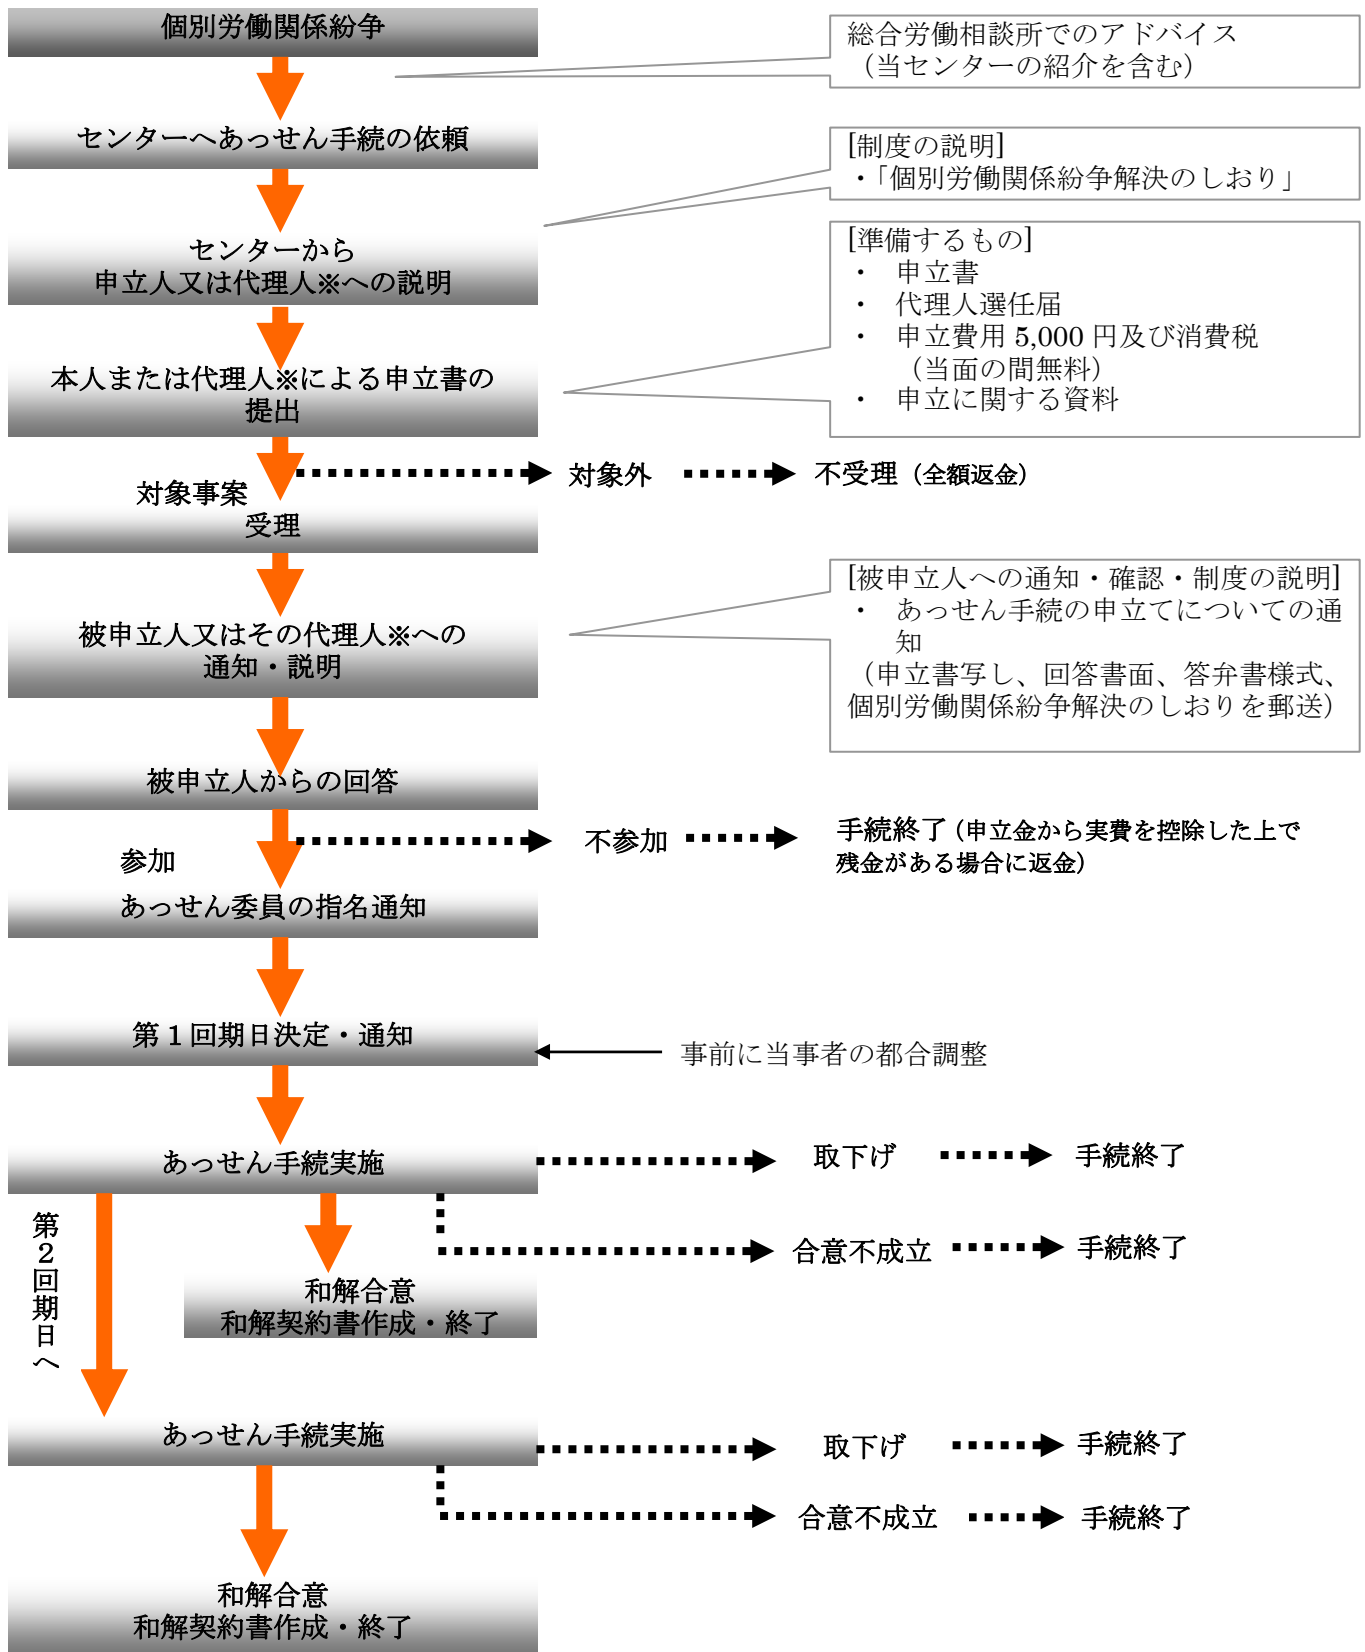 個別労働関係紛争
総合労働相談所でのアドバイス
（当センターの紹介を含む）
センターへあっせん手続の依頼
[制度の説明]
・「個別労働関係紛争解決のしおり」
センターから
申立人又は代理人※への説明
[準備するもの]
・ 申立書
・ 代理人選任届
・ 申立費用 5,000 円及び消費税
（当面の間無料）
・ 申立に関する資料
本人または代理人※による申立書の
提出
対象外
不受理（全額返金）
対象事案
受理
[被申立人への通知・確認・制度の説明]
・ あっせん手続の申立てについての通
知
（申立書写し、回答書面、答弁書様式、
個別労働関係紛争解決のしおりを郵送）
被申立人又はその代理人※への
通知・説明
被申立人からの回答
不参加
手続終了（申立金から実費を控除した上で
残金がある場合に返金）
参加
あっせん委員の指名通知
第１回期日決定・通知
事前に当事者の都合調整
あっせん手続実施
取下げ
手続終了
合意不成立
手続終了
第２回期日へ
和解合意
和解契約書作成・終了
あっせん手続実施
取下げ
手続終了
合意不成立
手続終了
和解合意
和解契約書作成・終了